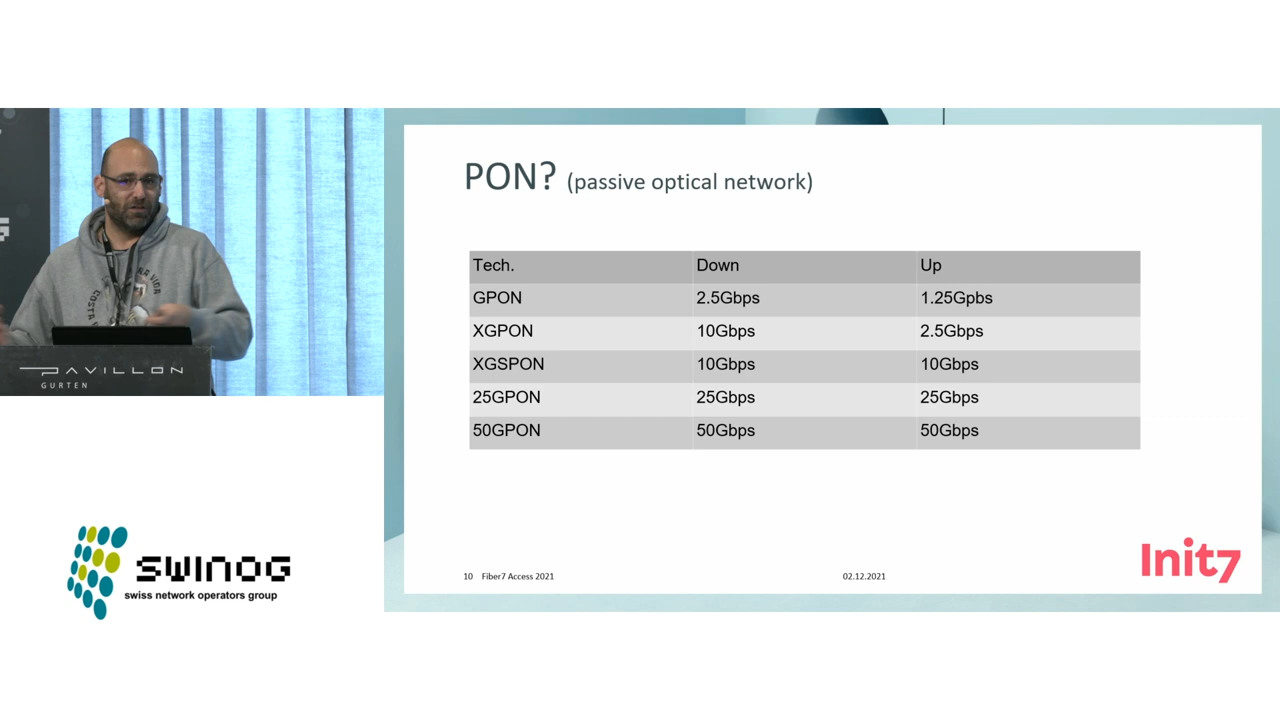 PON? (passive optical network)
Tech. Down Up
GPON 2.5Gbps 1.25Gpbs
XGPON 10Gbps 2.5Gbps
XGSPON 10Gbps 10Gbps
25GPON 25Gbps 25Gbps
50GPON 50Gbps 50Gbps
10 Fiber7 Access 2021 02.12.2021
Init7
PAVILLON
GURTEN
SWINOG
swiss network operators group